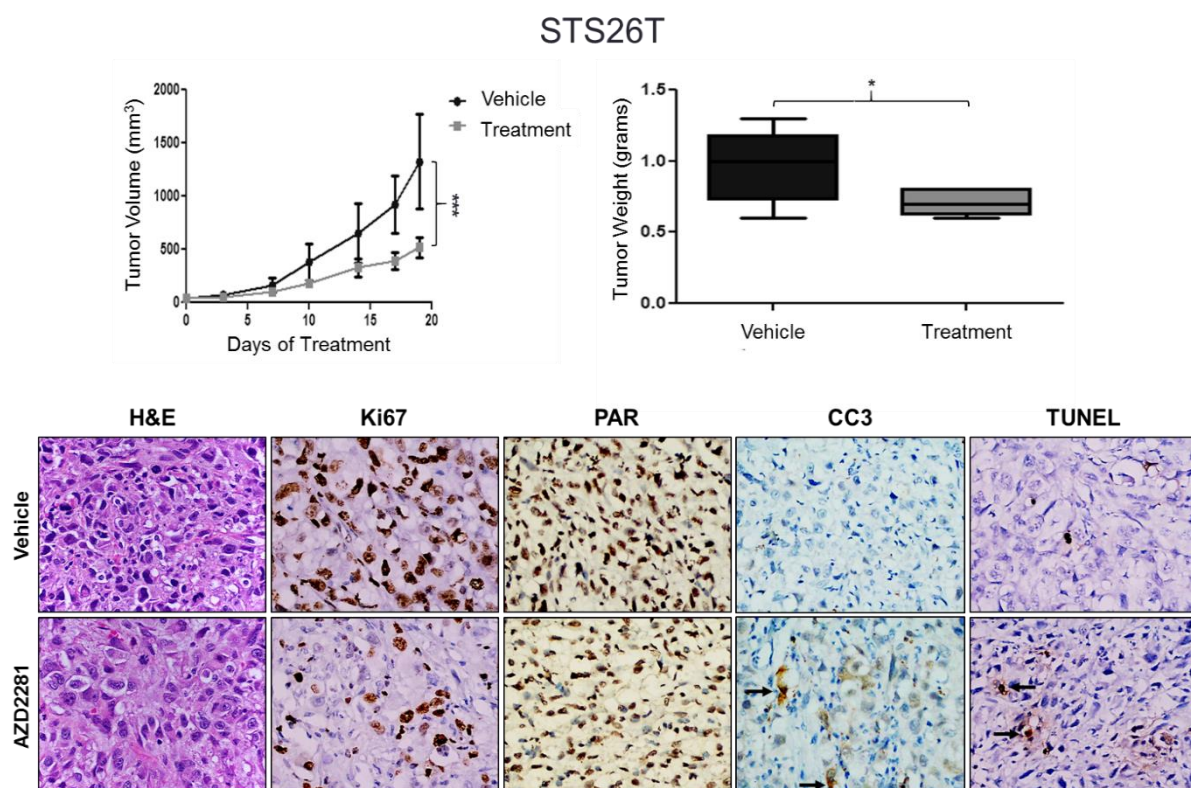 STS26T
Tumor Volume (mm³)
2000
1500
1000
500
0
0 5 10 15 20
Days of Treatment
Vehicle
Treatment
***
Tumor Weight (grams)
1.5
1.0
0.5
0.0
*
Vehicle Treatment
H&E Ki67 PAR CC3 TUNEL
Vehicle
AZD2281